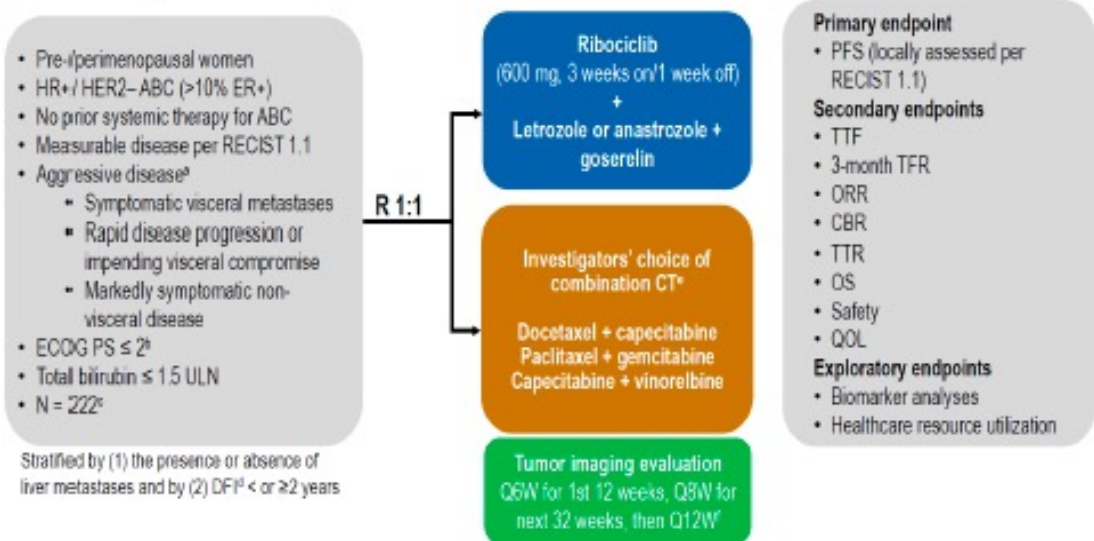 Pre-/perimenopausal women
HR+ / HER2– ABC (>10% ER+)
No prior systemic therapy for ABC
Measurable disease per RECIST 1.1
Aggressive diseaseᵃ
Symptomatic visceral metastases
Rapid disease progression or
impending visceral compromise
Markedly symptomatic non-
visceral disease
ECOG PS ≤ 2ᵇ
Total bilirubin ≤ 1.5 ULN
N = 222ᶜ
Stratified by (1) the presence or absence of
liver metastases and by (2) DFIᵈ < or ≥2 years
R 1:1
Ribociclib
(600 mg, 3 weeks on/1 week off)
+
Letrozole or anastrozole +
goserelin
Investigators' choice of
combination CTᵉ
Docetaxel + capecitabine
Paclitaxel + gemcitabine
Capecitabine + vinorelbine
Tumor imaging evaluation
Q6W for 1st 12 weeks, Q8W for
next 32 weeks, then Q12Wᶠ
Primary endpoint
PFS (locally assessed per
RECIST 1.1)
Secondary endpoints
TTF
3-month TFR
ORR
CBR
TTR
OS
Safety
QOL
Exploratory endpoints
Biomarker analyses
Healthcare resource utilization